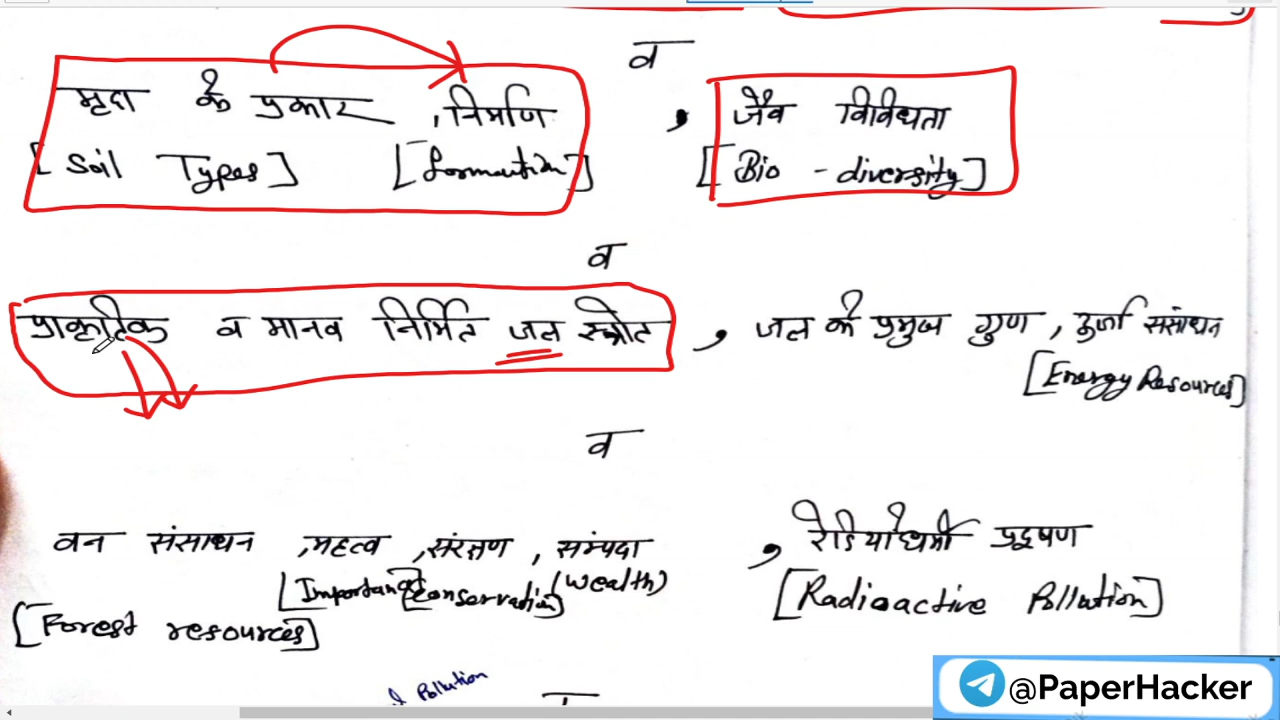 व
मृदा के प्रकार , निर्माण , जैव विविधता
[Soil Types] [formation] [Bio - diversity]
व
प्राकृतिक व मानव निर्मित जल स्त्रोत , जल के प्रमुख गुण , ऊर्जा संसाधन
[Energy Resources]
व
वन संसाधन , महत्व , संरक्षण , सम्पदा , रेडियोधर्मी प्रदूषण
[Importance] [conservation] (wealth) [Radioactive Pollution]
[Forest resources]
Pollution
@PaperHacker